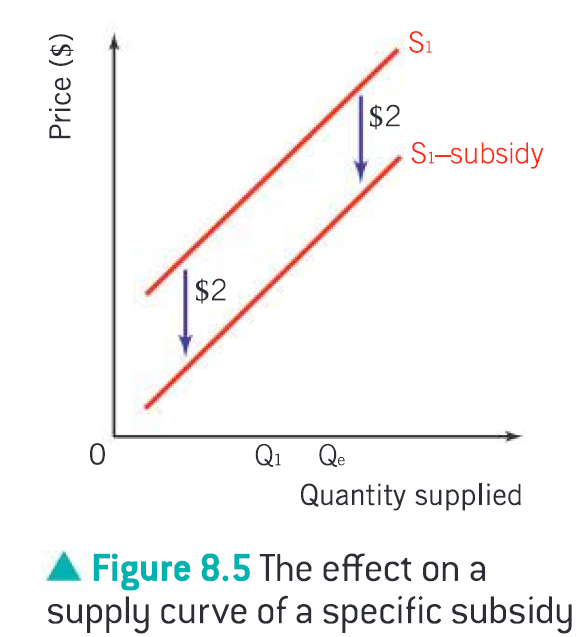 Price ($)
S1
$2
S1–subsidy
$2
0
Q1
Qe
Quantity supplied
▲ Figure 8.5 The effect on a
supply curve of a specific subsidy